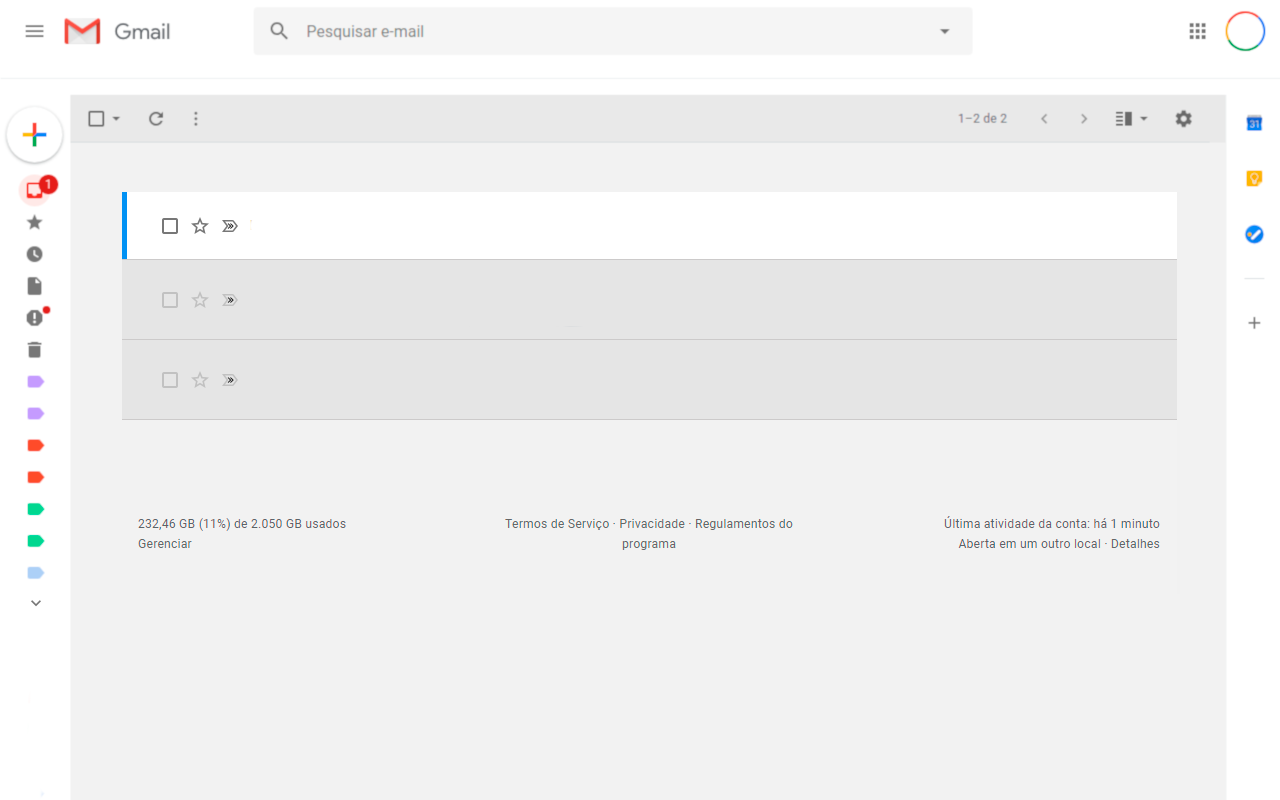 Gmail
Pesquisar e-mail
1–2 de 2
31
1
232,46 GB (11%) de 2.050 GB usados
Gerenciar
Termos de Serviço · Privacidade · Regulamentos do
programa
Última atividade da conta: há 1 minuto
Aberta em um outro local · Detalhes